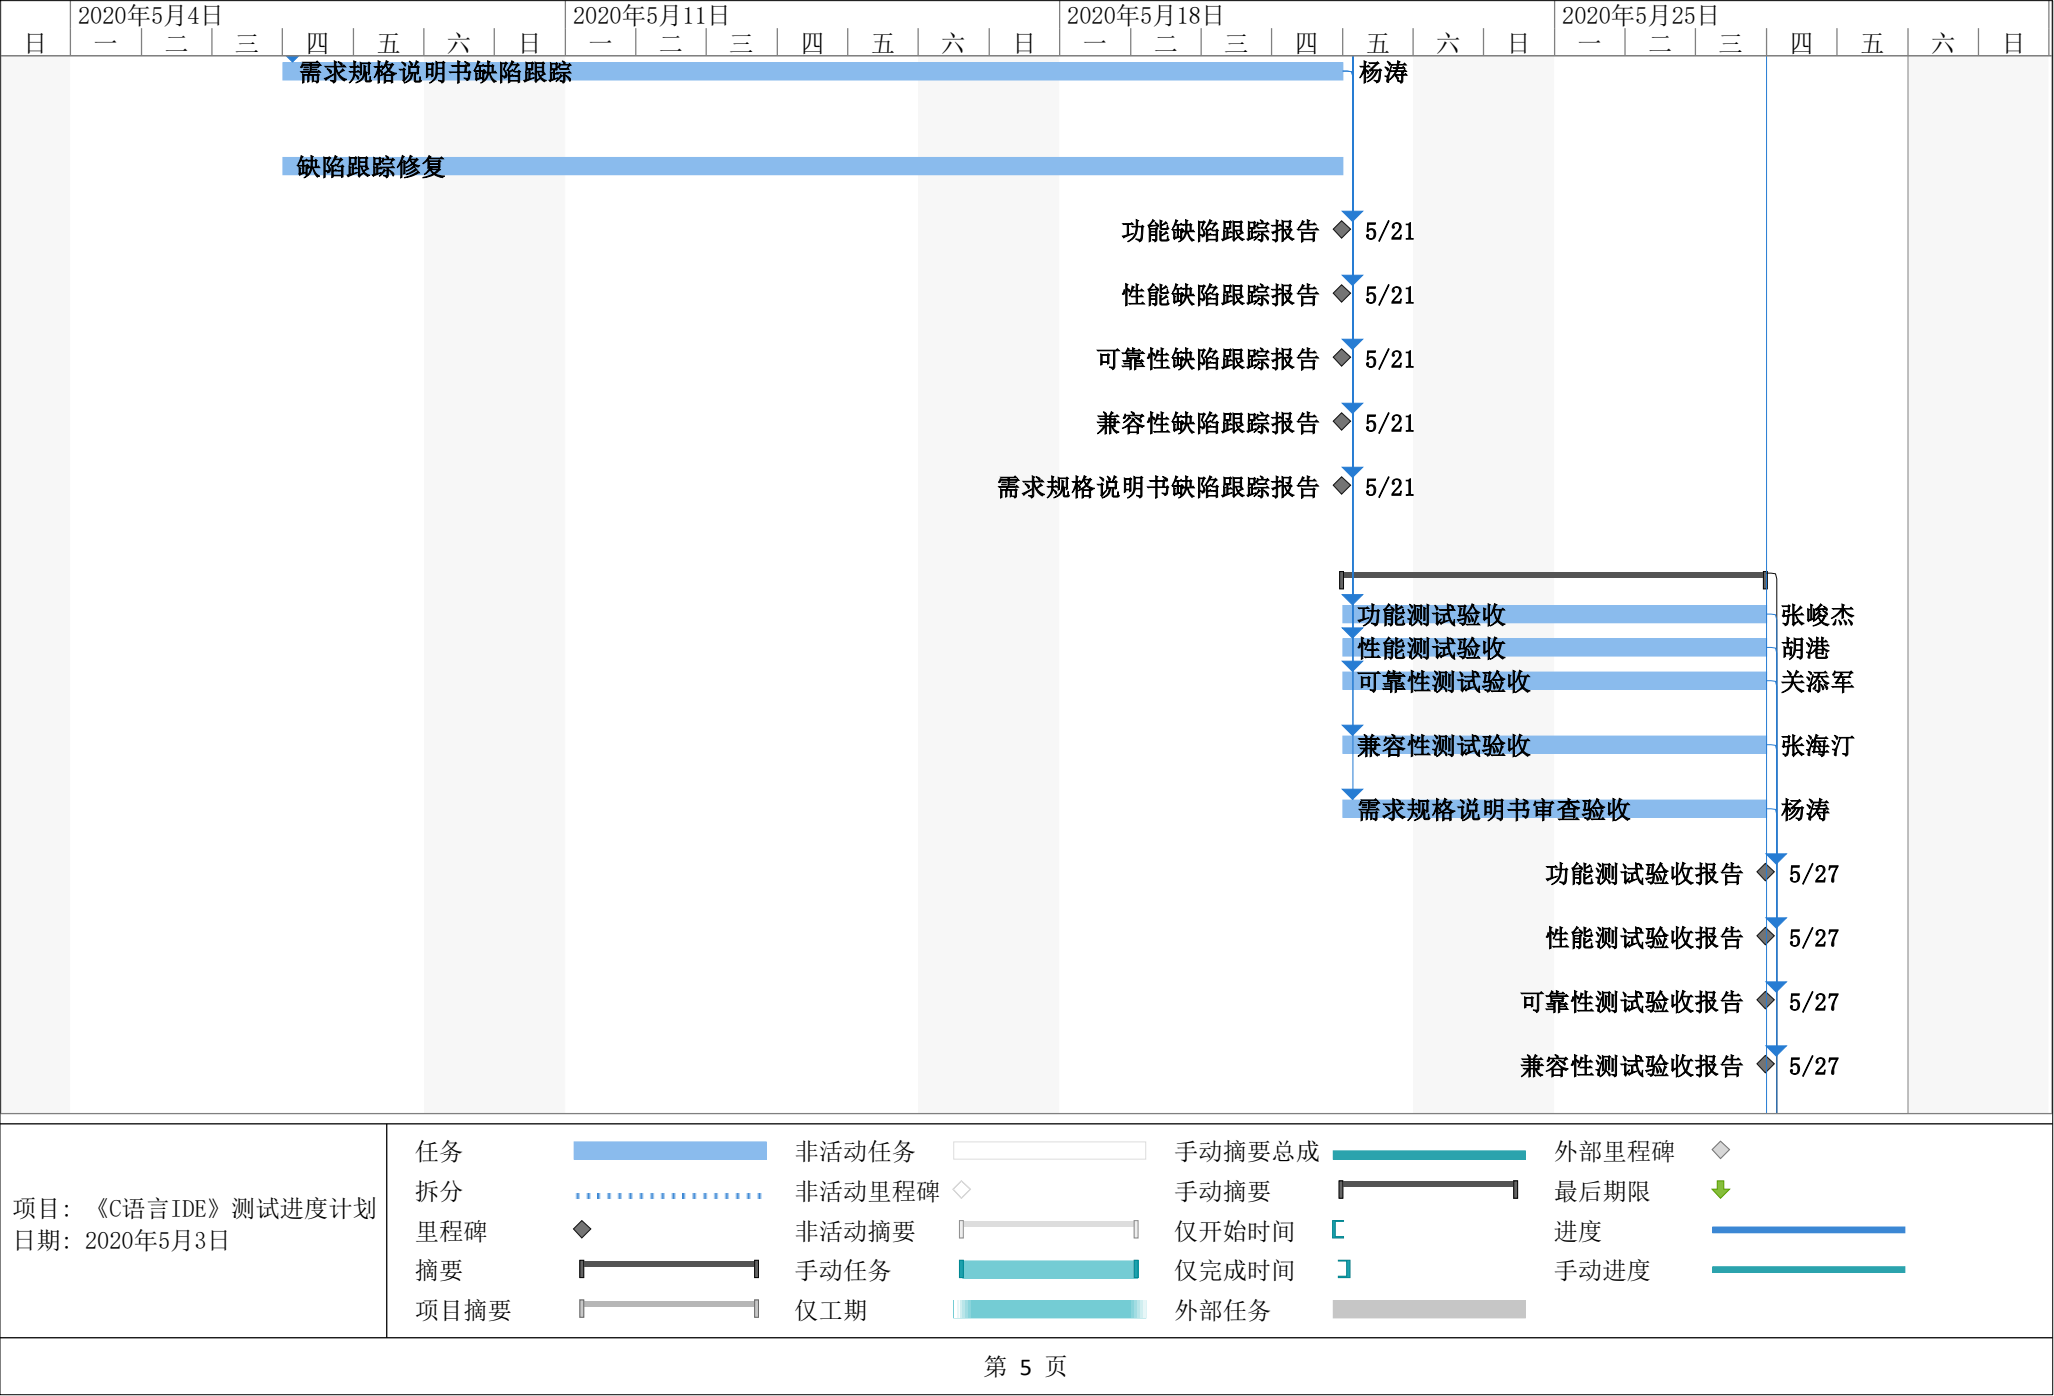 2020年5月4日 2020年5月11日 2020年5月18日 2020年5月25日
日 一 二 三 四 五 六 日 一 二 三 四 五 六 日 一 二 三 四 五 六 日 一 二 三 四 五 六 日
需求规格说明书缺陷跟踪 杨涛
缺陷跟踪修复
功能缺陷跟踪报告 5/21
性能缺陷跟踪报告 5/21
可靠性缺陷跟踪报告 5/21
兼容性缺陷跟踪报告 5/21
需求规格说明书缺陷跟踪报告 5/21
功能测试验收 张峻杰
性能测试验收 胡港
可靠性测试验收 关添军
兼容性测试验收 张海汀
需求规格说明书审查验收 杨涛
功能测试验收报告 5/27
性能测试验收报告 5/27
可靠性测试验收报告 5/27
兼容性测试验收报告 5/27
项目: 《C语言IDE》测试进度计划
日期: 2020年5月3日
任务 非活动任务 手动摘要总成 外部里程碑
拆分 非活动里程碑 手动摘要 最后期限
里程碑 非活动摘要 仅开始时间 进度
摘要 手动任务 仅完成时间 手动进度
项目摘要 仅工期 外部任务
第 5 页